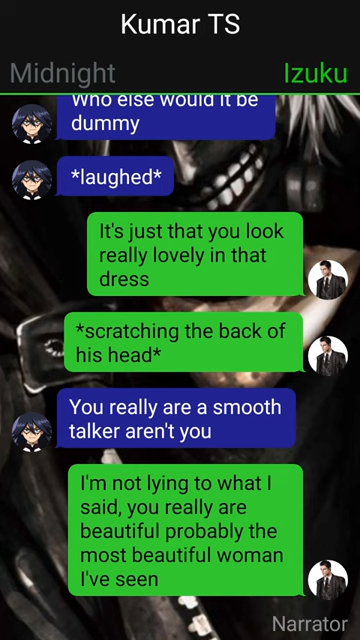 Kumar TS
Midnight Izuku
Who else would it be
dummy
*laughed*
It's just that you look
really lovely in that
dress
*scratching the back of
his head*
You really are a smooth
talker aren't you
I'm not lying to what I
said, you really are
beautiful probably the
most beautiful woman
I've seen
Narrator